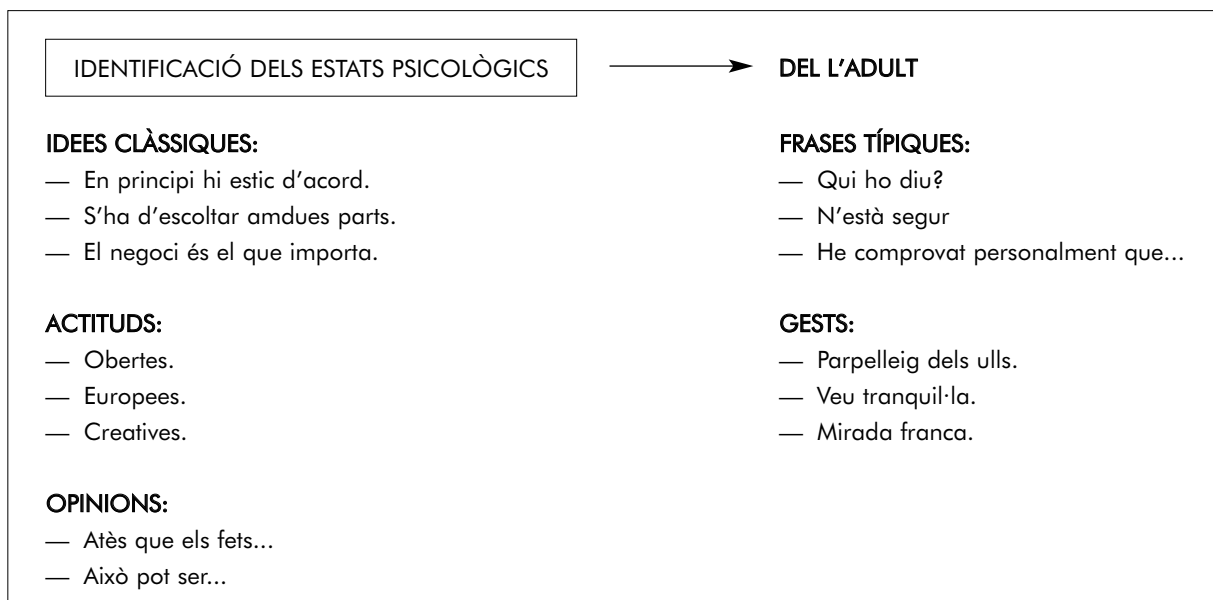 IDENTIFICACIÓ DELS ESTATS PSICOLÒGICS
DEL L'ADULT
IDEES CLÀSSIQUES:
— En principi hi estic d'acord.
— S'ha d'escoltar amdues parts.
— El negoci és el que importa.
FRASES TÍPIQUES:
— Qui ho diu?
— N'està segur
— He comprovat personalment que...
ACTITUDS:
— Obertes.
— Europees.
— Creatives.
GESTS:
— Parpelleig dels ulls.
— Veu tranquil·la.
— Mirada franca.
OPINIONS:
— Atès que els fets...
— Això pot ser...